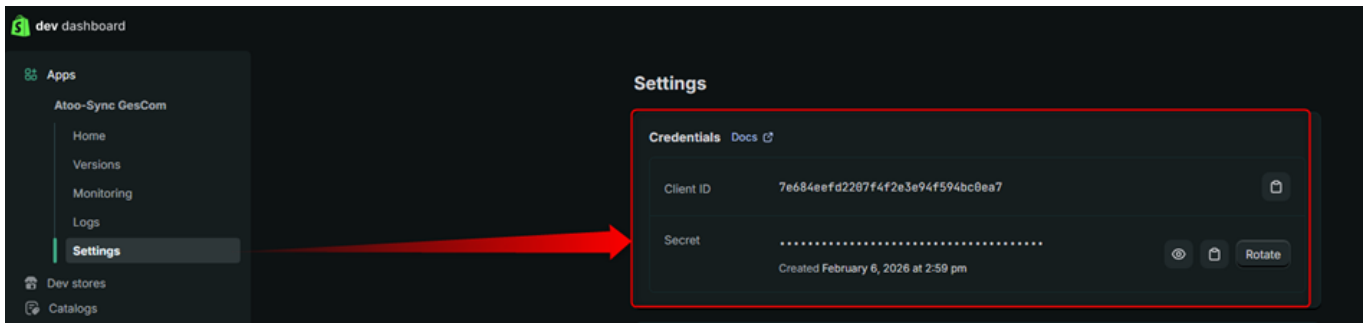 dev dashboard
Apps
Atoo-Sync GesCom
Home
Versions
Monitoring
Logs
Settings
Dev stores
Catalogs
Settings
Credentials Docs
Client ID 7e684eefd2207f4f2e3e94f594bc0ea7
Secret ••••••••••••••••••••••••••••••••••••••
Created February 6, 2026 at 2:59 pm
Rotate